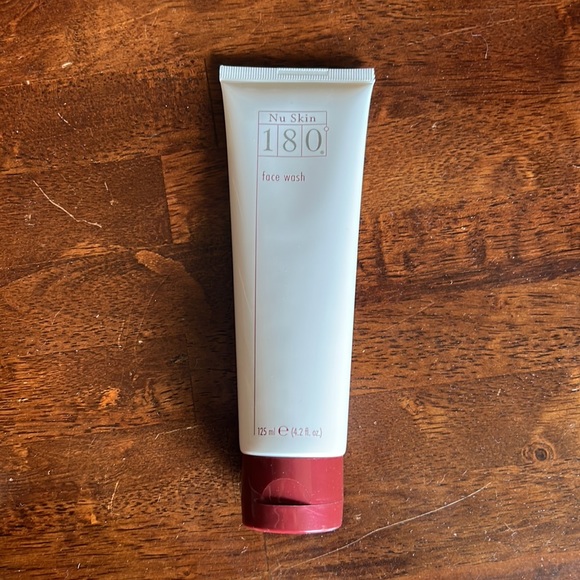 Nu Skin
180°
face wash
125 ml ℮ (4.2 fl. oz.)